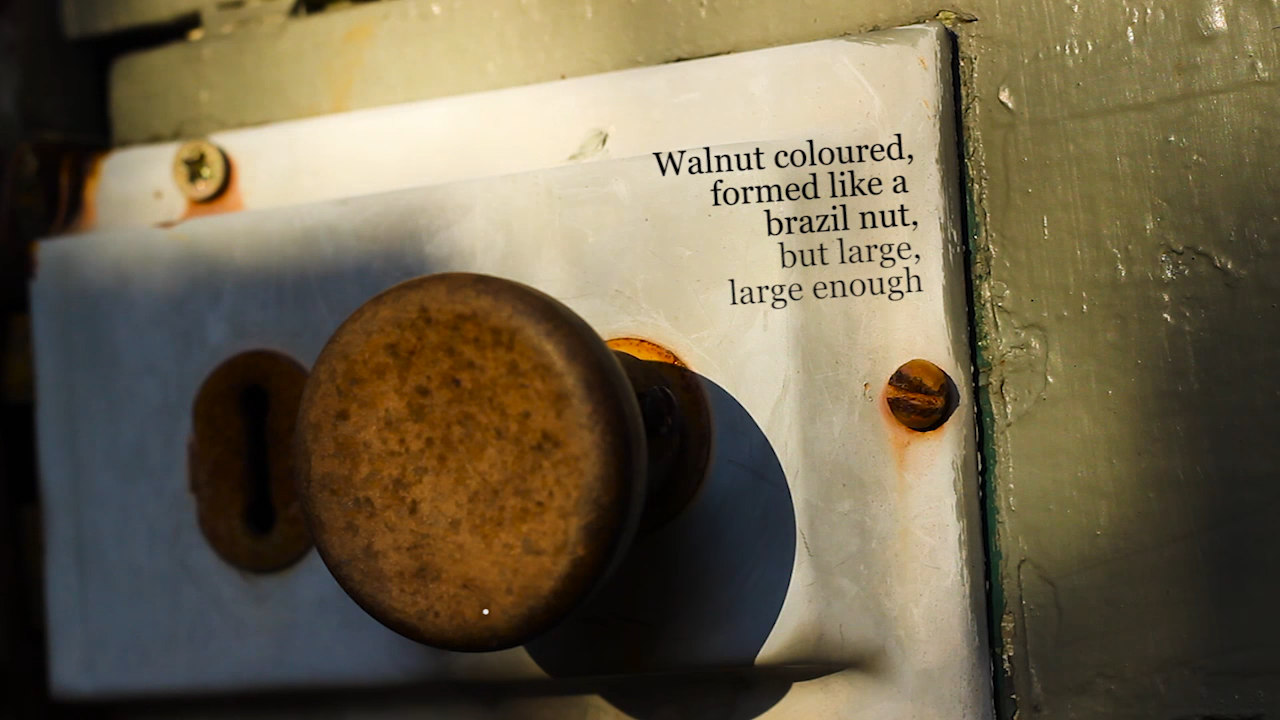 Walnut coloured,
formed like a
brazil nut,
but large,
large enough